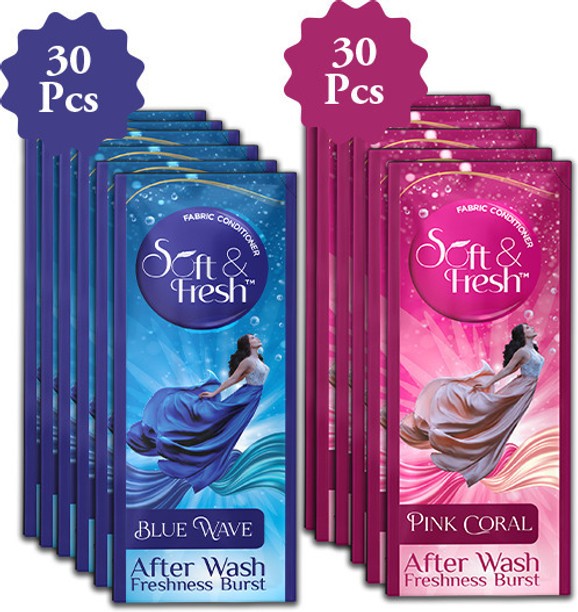 30
Pcs
30
Pcs
FABRIC CONDITIONER
Soft &
Fresh™
BLUE WAVE
After Wash
Freshness Burst
FABRIC CONDITIONER
Soft &
Fresh™
PINK CORAL
After Wash
Freshness Burst